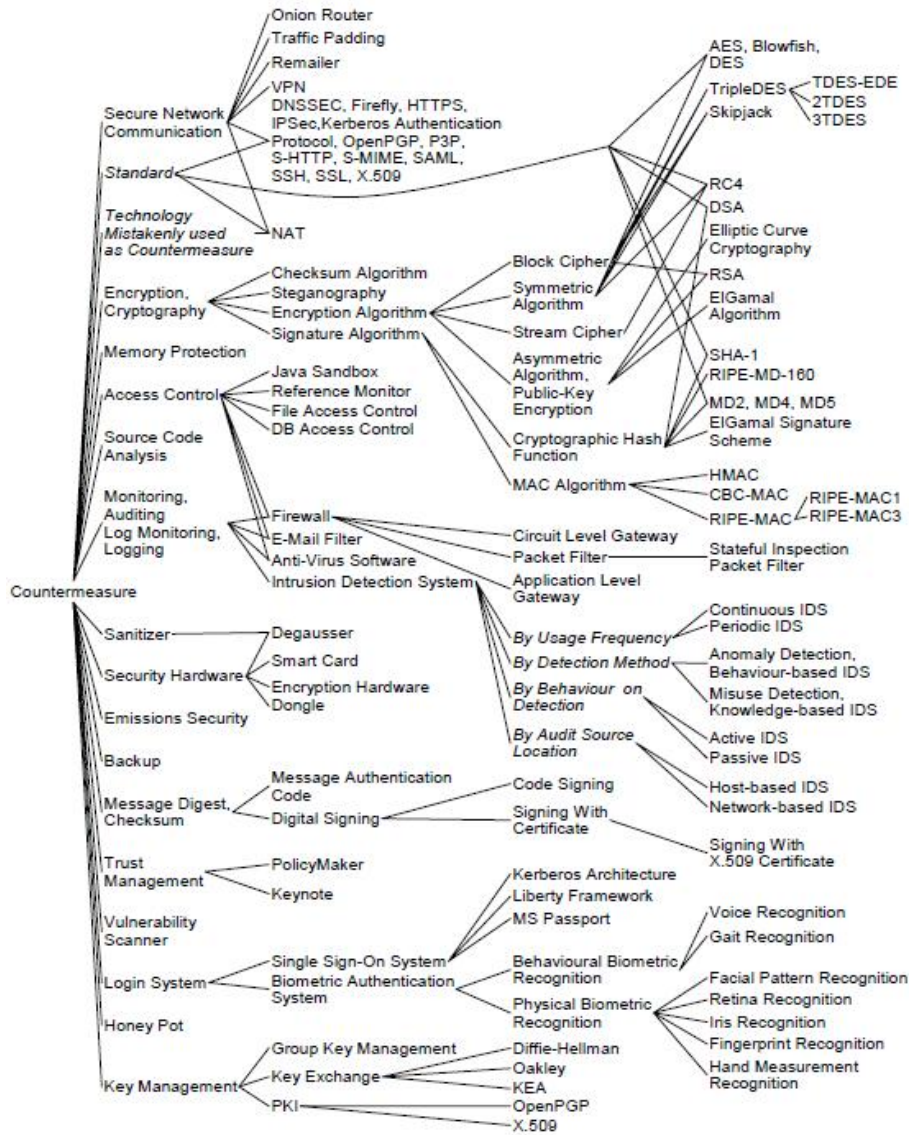 Onion Router
Traffic Padding
Remailer
VPN
DNSSEC, Firefly, HTTPS,
IPSec,Kerberos Authentication
Protocol, OpenPGP, P3P,
S-HTTP, S-MIME, SAML,
SSH, SSL, X.509
NAT
Secure Network
Communication
Standard
Technology
Mistakenly used
as Countermeasure
Encryption,
Cryptography
Memory Protection
Access Control
Source Code
Analysis
Monitoring,
Auditing
Log Monitoring,
Logging
Countermeasure
Sanitizer
Security Hardware
Emissions Security
Backup
Message Digest,
Checksum
Trust
Management
Vulnerability
Scanner
Login System
Honey Pot
Key Management
Checksum Algorithm
Steganography
Encryption Algorithm
Signature Algorithm
Java Sandbox
Reference Monitor
File Access Control
DB Access Control
Firewall
E-Mail Filter
Anti-Virus Software
Intrusion Detection System
Degausser
Smart Card
Encryption Hardware
Dongle
Message Authentication
Code
Digital Signing
PolicyMaker
Keynote
Single Sign-On System
Biometric Authentication
System
Group Key Management
Key Exchange
PKI
Block Cipher
Symmetric
Algorithm
Stream Cipher
Asymmetric
Algorithm,
Public-Key
Encryption
Cryptographic Hash
Function
MAC Algorithm
Circuit Level Gateway
Packet Filter
Application Level
Gateway
By Usage Frequency
By Detection Method
By Behaviour on
Detection
By Audit Source
Location
Code Signing
Signing With
Certificate
Kerberos Architecture
Liberty Framework
MS Passport
Behavioural Biometric
Recognition
Physical Biometric
Recognition
Diffie-Hellman
Oakley
KEA
OpenPGP
X.509
AES, Blowfish,
DES
TripleDES
Skipjack
TDES-EDE
2TDES
3TDES
RC4
DSA
Elliptic Curve
Cryptography
RSA
ElGamal
Algorithm
SHA-1
RIPE-MD-160
MD2, MD4, MD5
ElGamal Signature
Scheme
HMAC
CBC-MAC
RIPE-MAC
RIPE-MAC1
RIPE-MAC3
Stateful Inspection
Packet Filter
Continuous IDS
Periodic IDS
Anomaly Detection,
Behaviour-based IDS
Misuse Detection,
Knowledge-based IDS
Active IDS
Passive IDS
Host-based IDS
Network-based IDS
Signing With
X.509 Certificate
Voice Recognition
Gait Recognition
Facial Pattern Recognition
Retina Recognition
Iris Recognition
Fingerprint Recognition
Hand Measurement
Recognition